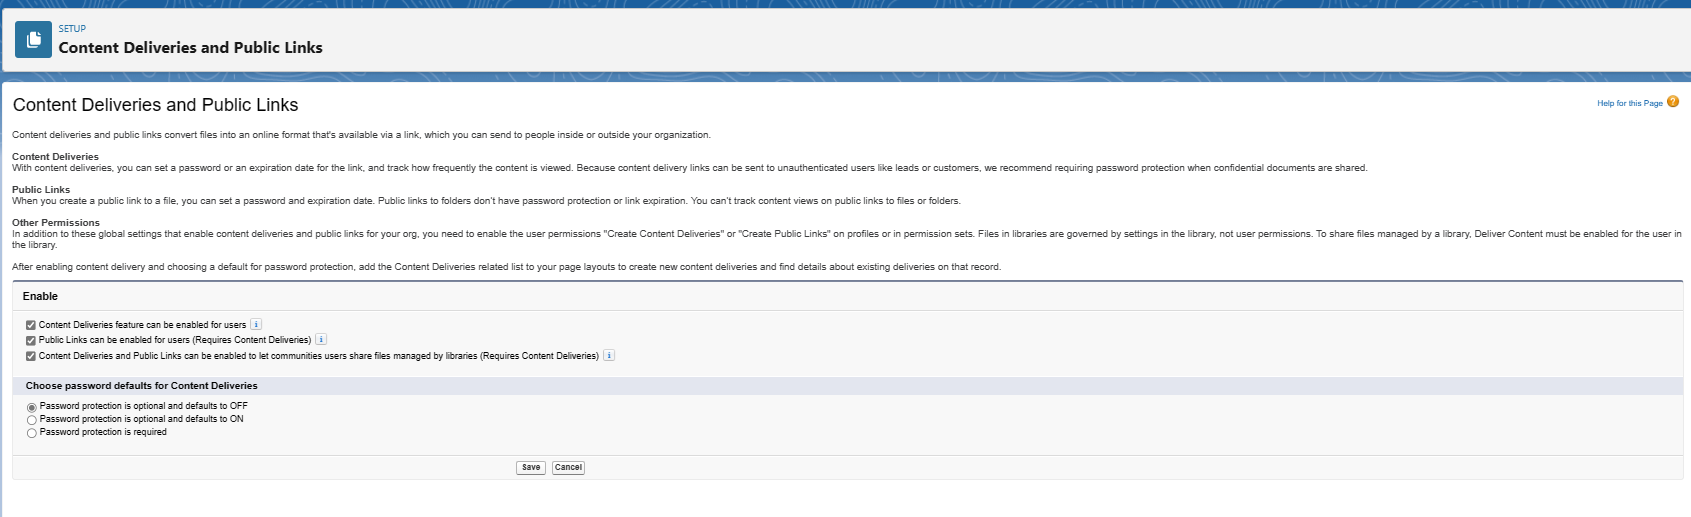 SETUP
Content Deliveries and Public Links
Content Deliveries and Public Links
Help for this Page ?
Content deliveries and public links convert files into an online format that's available via a link, which you can send to people inside or outside your organization.
Content Deliveries
With content deliveries, you can set a password or an expiration date for the link, and track how frequently the content is viewed. Because content delivery links can be sent to unauthenticated users like leads or customers, we recommend requiring password protection when confidential documents are shared.
Public Links
When you create a public link to a file, you can set a password and expiration date. Public links to folders don't have password protection or link expiration. You can't track content views on public links to files or folders.
Other Permissions
In addition to these global settings that enable content deliveries and public links for your org, you need to enable the user permissions "Create Content Deliveries" or "Create Public Links" on profiles or in permission sets. Files in libraries are governed by settings in the library, not user permissions. To share files managed by a library, Deliver Content must be enabled for the user in
the library.
After enabling content delivery and choosing a default for password protection, add the Content Deliveries related list to your page layouts to create new content deliveries and find details about existing deliveries on that record.
Enable
Content Deliveries feature can be enabled for users i
Public Links can be enabled for users (Requires Content Deliveries) i
Content Deliveries and Public Links can be enabled to let communities users share files managed by libraries (Requires Content Deliveries) i
Choose password defaults for Content Deliveries
Password protection is optional and defaults to OFF
Password protection is optional and defaults to ON
Password protection is required
Save Cancel